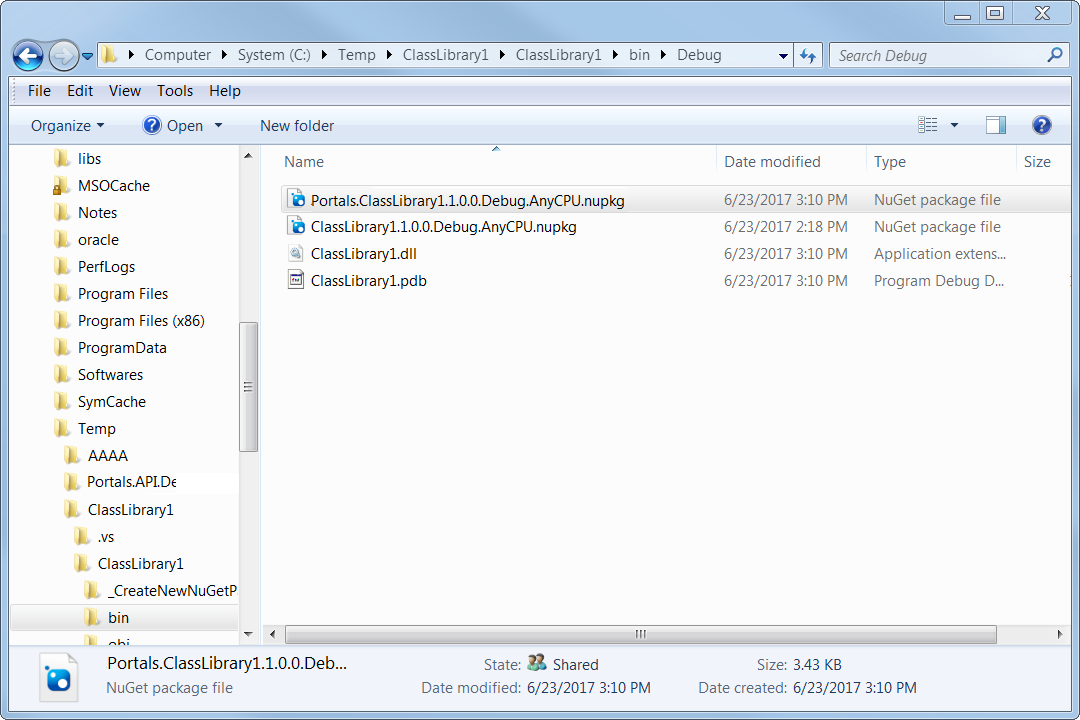 Computer System (C:) Temp ClassLibrary1 ClassLibrary1 bin Debug Search Debug
File Edit View Tools Help
Organize Open New folder
Name Date modified Type Size
libs
MSOCache
Notes
oracle
PerfLogs
Program Files
Program Files (x86)
ProgramData
Softwares
SymCache
Temp
AAAA
Portals.API.De
ClassLibrary1
.vs
ClassLibrary1
_CreateNewNuGetP
bin
obj
Portals.ClassLibrary1.1.0.0.Debug.AnyCPU.nupkg 6/23/2017 3:10 PM NuGet package file
ClassLibrary1.1.0.0.Debug.AnyCPU.nupkg 6/23/2017 2:18 PM NuGet package file
ClassLibrary1.dll 6/23/2017 3:10 PM Application extens...
ClassLibrary1.pdb 6/23/2017 3:10 PM Program Debug D...
Portals.ClassLibrary1.1.0.0.Deb... State: Shared Size: 3.43 KB
NuGet package file Date modified: 6/23/2017 3:10 PM Date created: 6/23/2017 3:10 PM